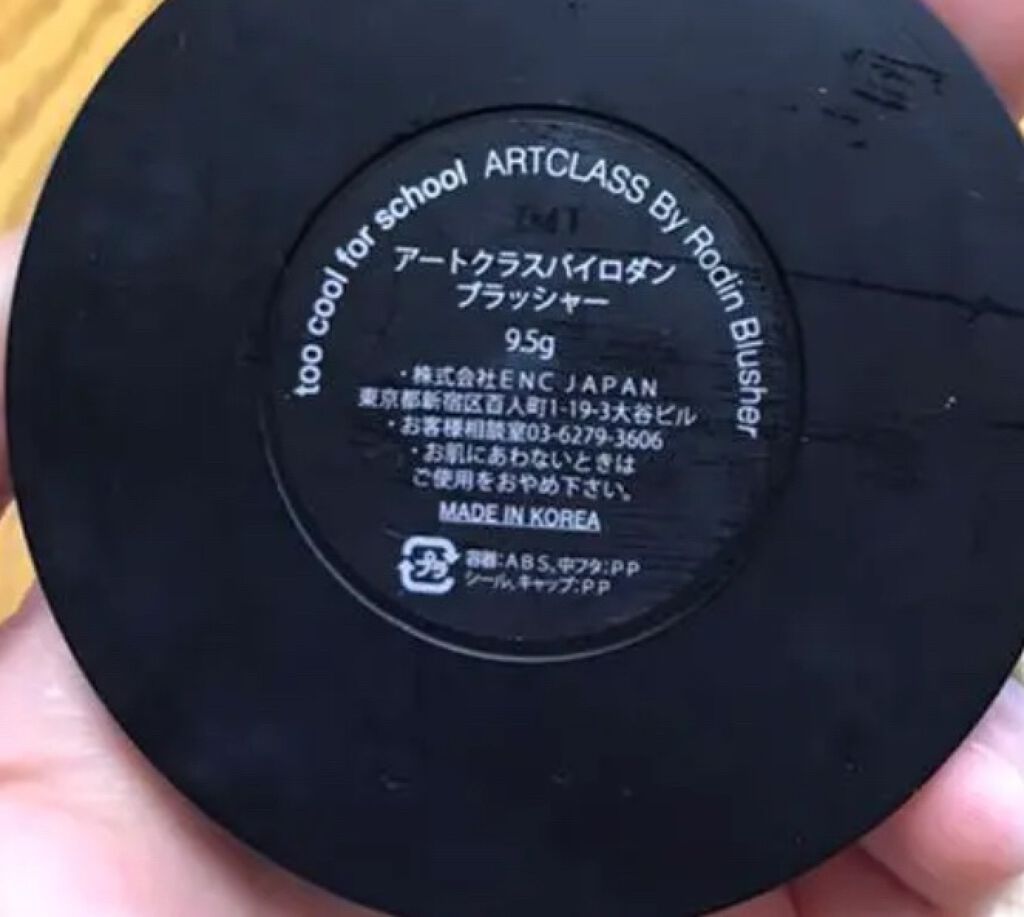 too cool for school ARTCLASS By Rodin Blusher
アートクラスバイロダン
ブラッシャー
9.5g
・株式会社ENC JAPAN
東京都新宿区百人町1-19-3大谷ビル
・お客様相談室03-6279-3606
・お肌にあわないときは
ご使用をおやめ下さい。
MADE IN KOREA
プラ
容器:ABS、中フタ:PP
シール、キャップ:PP